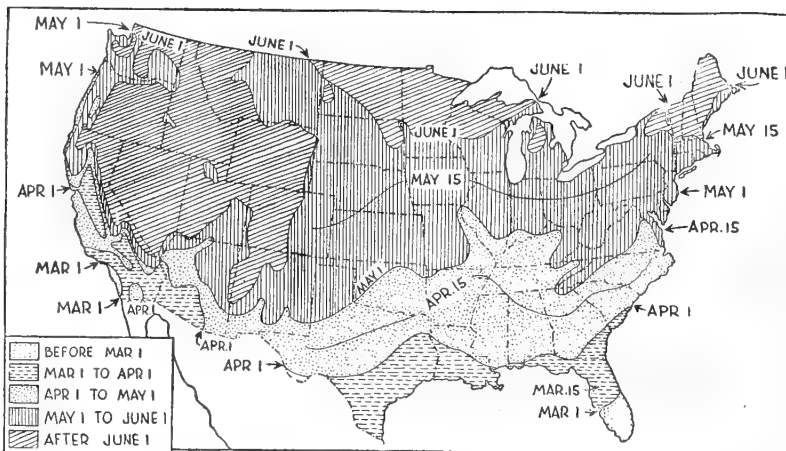 MAY 1
JUNE 1
JUNE 1
MAY 1
JUNE 1
JUNE 1
JUNE 1
JUNE 1
MAY 15
MAY 15
APR 1
MAY 1
APR. 15
MAR 1
MAY 1
APR. 15
MAR 1
APR 1
APR. 1
APR 1
APR 1
MAR. 15
MAR 1
BEFORE MAR 1
MAR 1 TO APR 1
APR 1 TO MAY 1
MAY 1 TO JUNE 1
AFTER JUNE 1